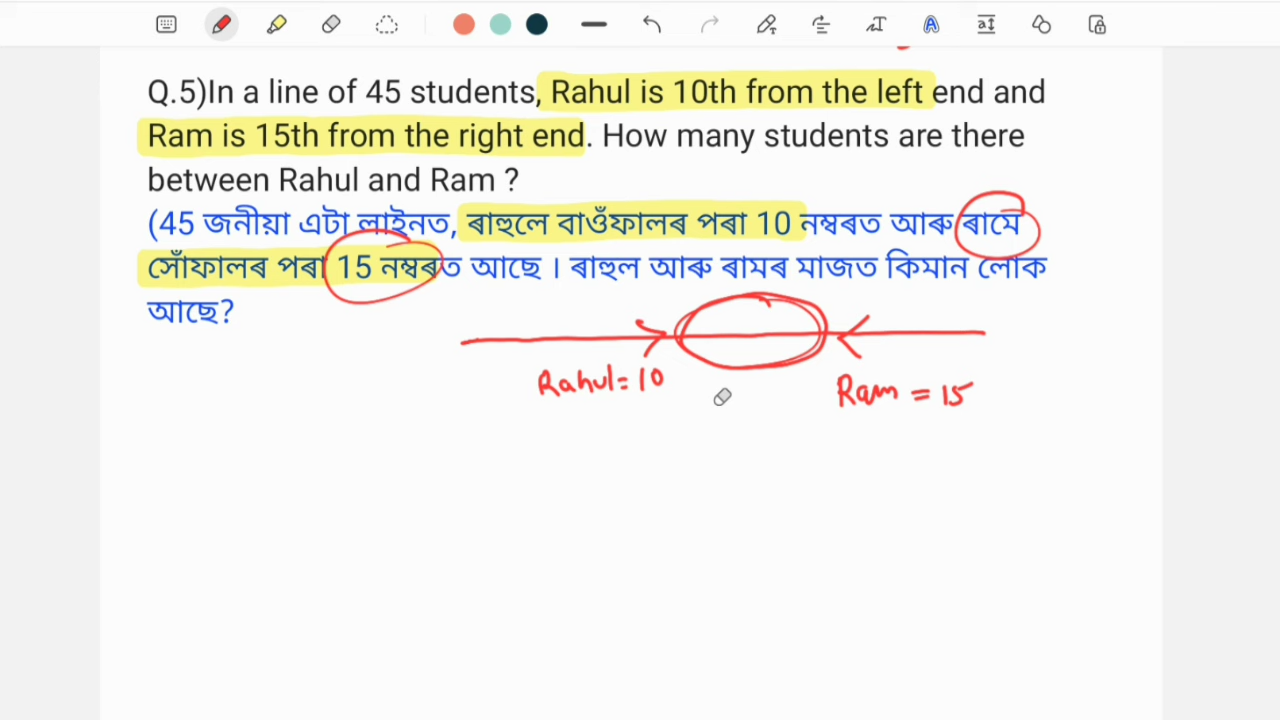 Q.5)In a line of 45 students, Rahul is 10th from the left end and
Ram is 15th from the right end. How many students are there
between Rahul and Ram ?
(45 জনীয়া এটা লাইনত, ৰাহুলে বাওঁফালৰ পৰা 10 নম্বৰত আৰু ৰামে
সোঁফালৰ পৰা 15 নম্বৰত আছে । ৰাহুল আৰু ৰামৰ মাজত কিমান লোক
আছে?
Rahul=10
Ram = 15